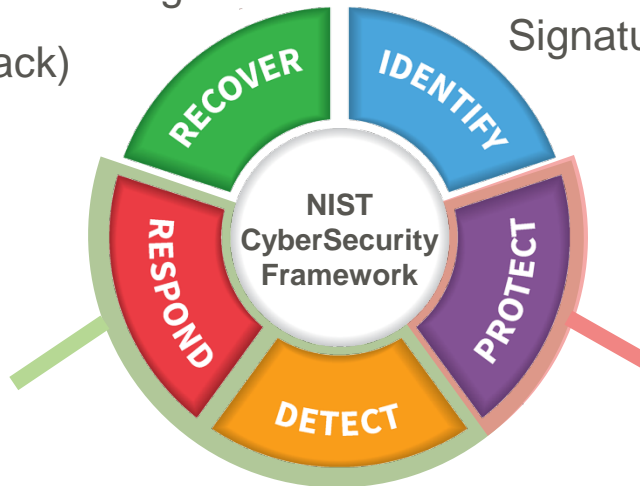 ack)
Signatu
RECOVER
IDENTIFY
NIST
CyberSecurity
Framework
RESPOND
PROTECT
DETECT